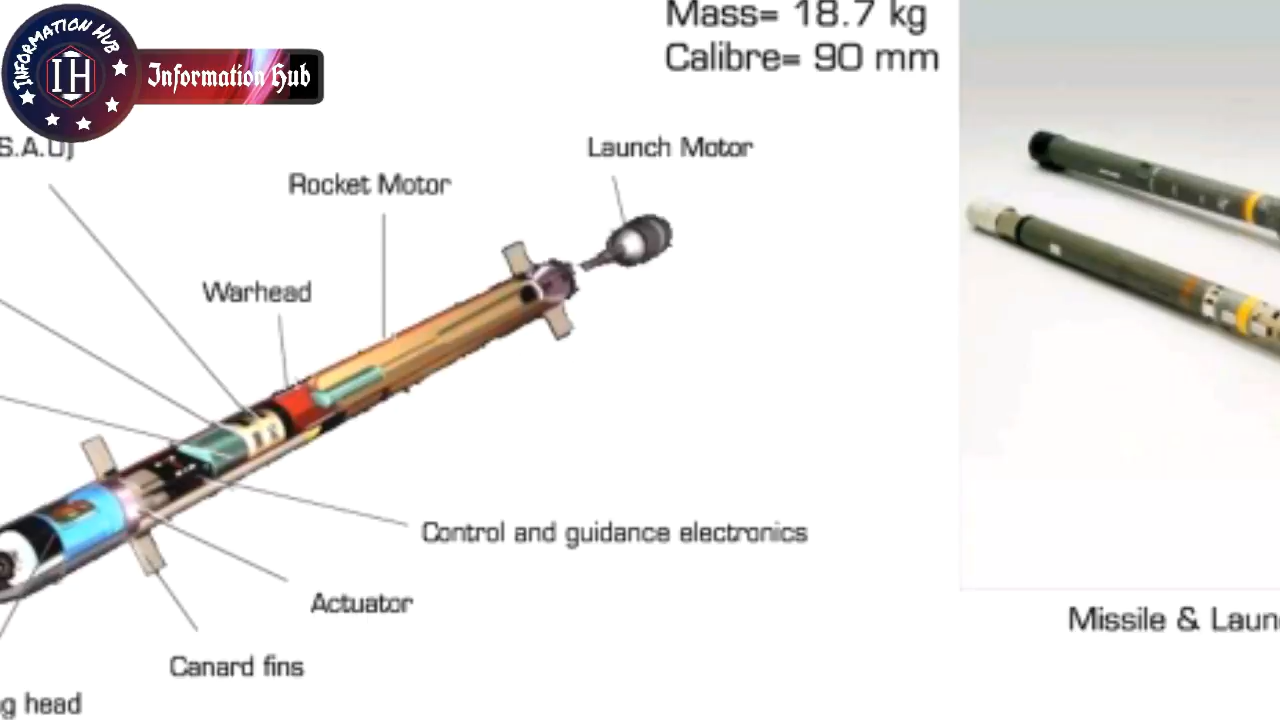 Mass= 18.7 kg
Calibre= 90 mm
INFORMATION HUB
IH
Information Hub
S.A.U)
Launch Motor
Rocket Motor
Warhead
Control and guidance electronics
Actuator
Missile & Laun
Canard fins
g head